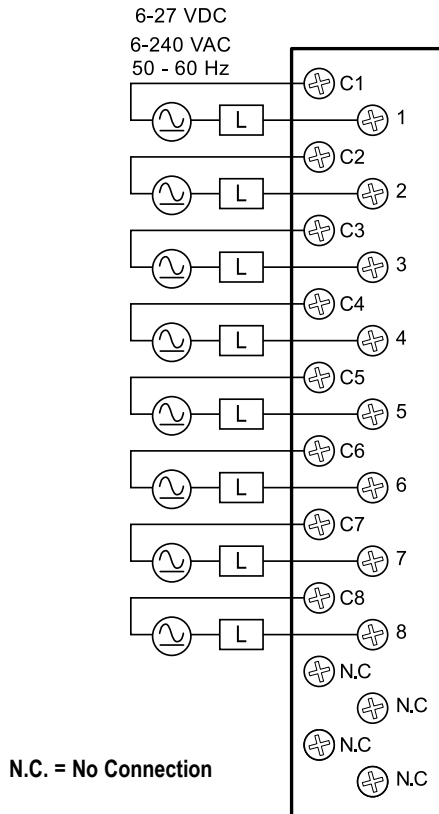 6-27 VDC
6-240 VAC
50 - 60 Hz
C1
L 1
C2
L 2
C3
L 3
C4
L 4
C5
L 5
C6
L 6
C7
L 7
C8
L 8
N.C
N.C
N.C
N.C
N.C. = No Connection